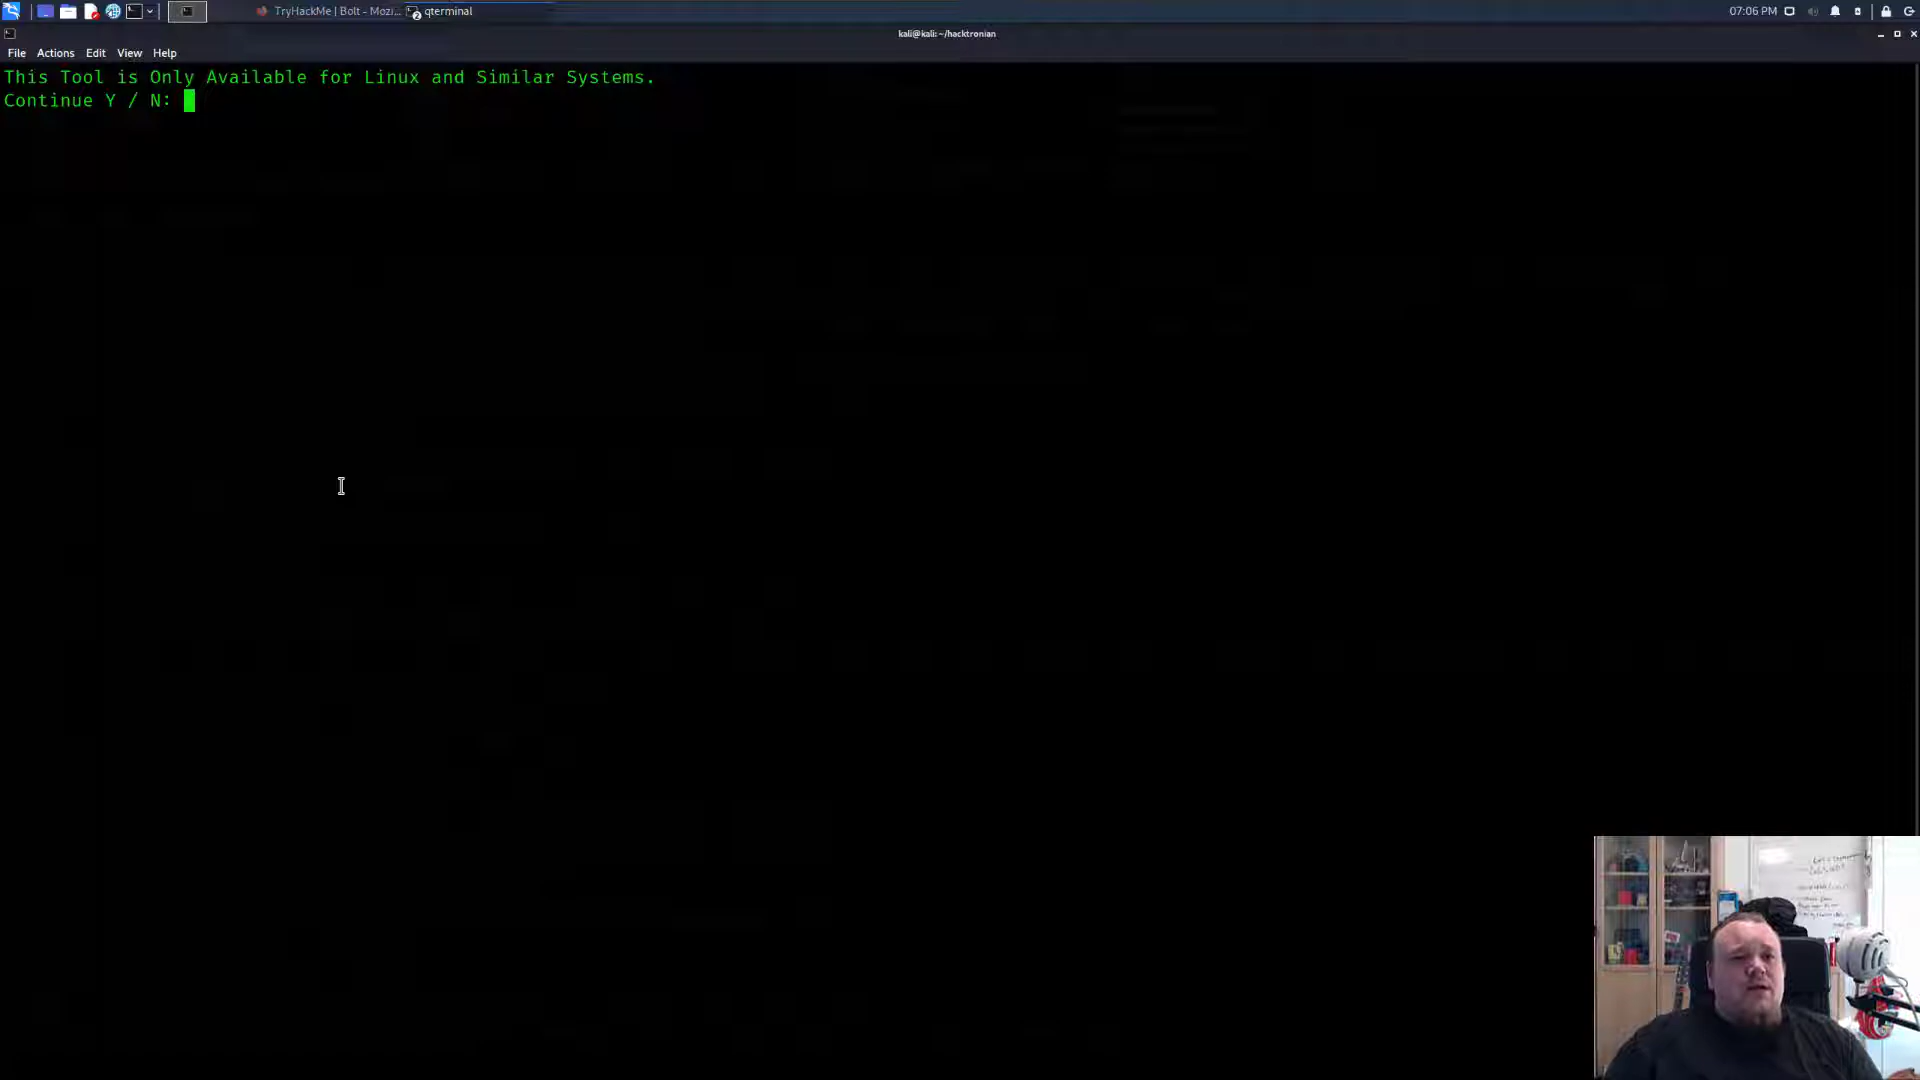 TryHackMe | Bolt - Mozi...
2
qterminal
07:06 PM
kali@kali: ~/hacktronian
File Actions Edit View Help
This Tool is Only Available for Linux and Similar Systems.
Continue Y / N: